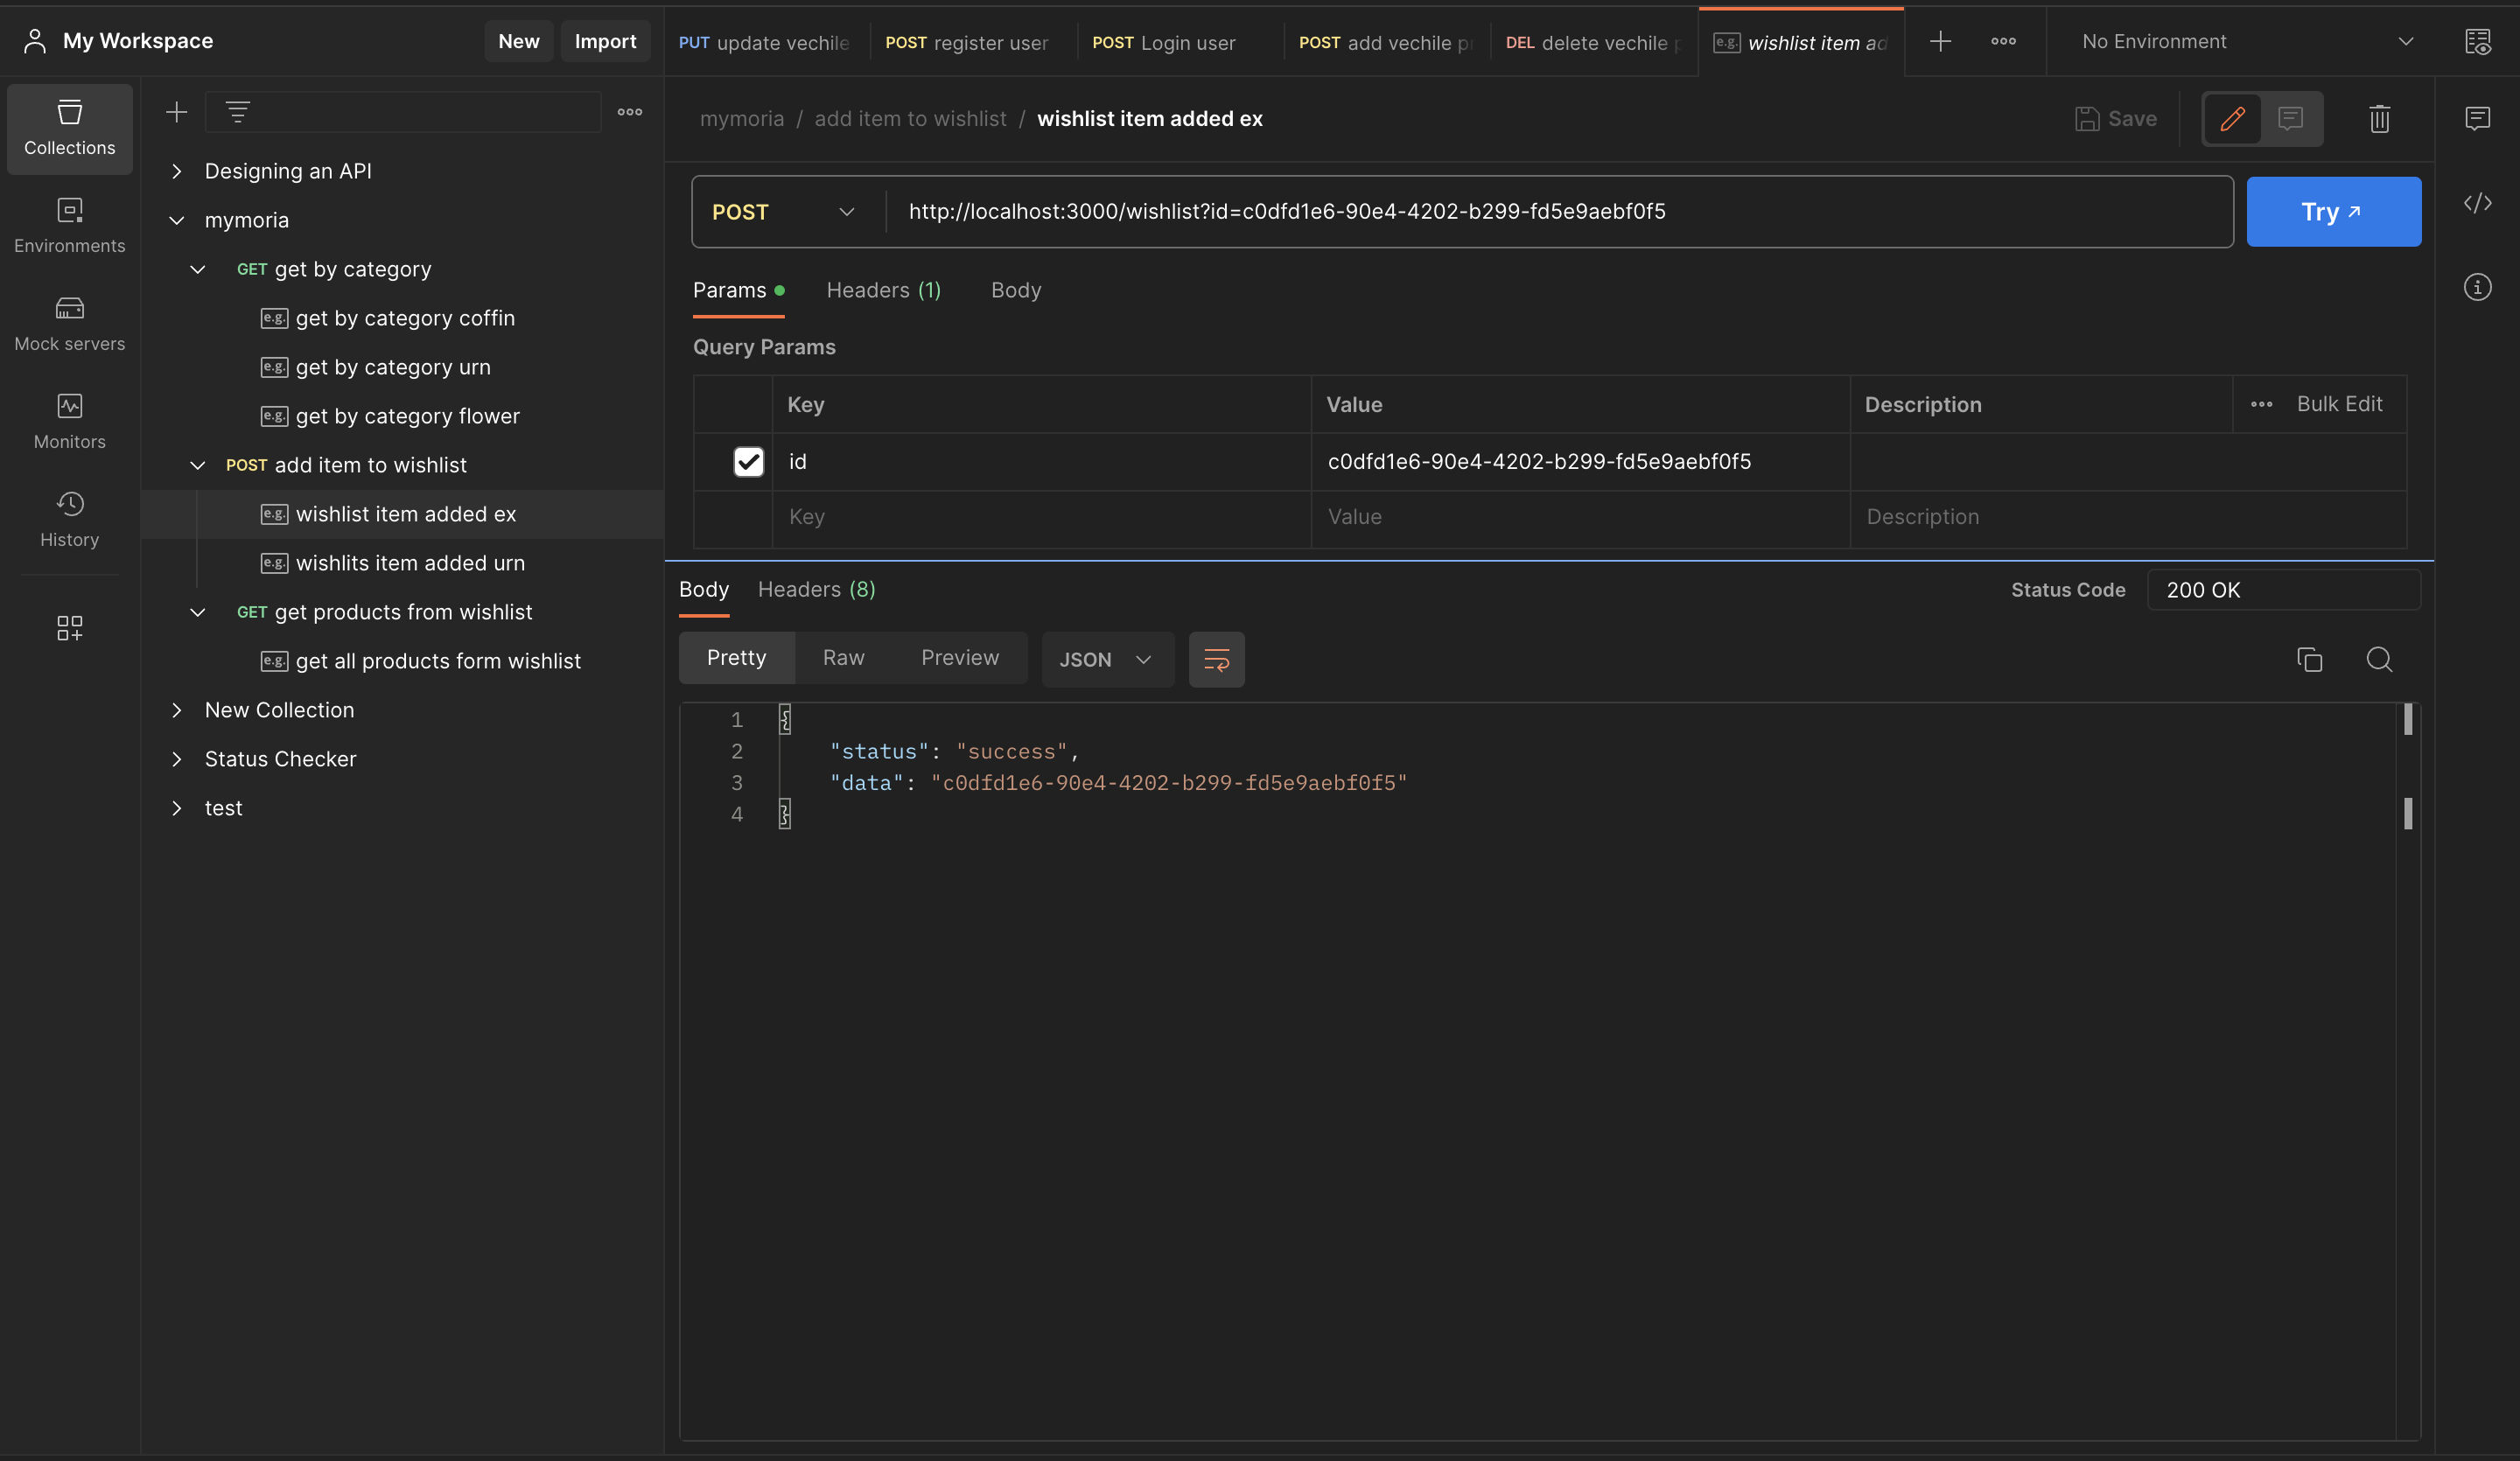 My Workspace
New
Import
PUT update vechile
POST register user
POST Login user
POST add vechile p
DEL delete vechile
e.g. wishlist item ad
No Environment
Collections
Environments
Mock servers
Monitors
History
Designing an API
mymoria
GET get by category
e.g. get by category coffin
e.g. get by category urn
e.g. get by category flower
POST add item to wishlist
e.g. wishlist item added ex
e.g. wishlits item added urn
GET get products from wishlist
e.g. get all products form wishlist
New Collection
Status Checker
test
mymoria / add item to wishlist / wishlist item added ex
Save
POST
http://localhost:3000/wishlist?id=c0dfd1e6-90e4-4202-b299-fd5e9aebf0f5
Try
Params
Headers (1)
Body
Query Params
Key Value Description
Bulk Edit
id c0dfd1e6-90e4-4202-b299-fd5e9aebf0f5
Key Value Description
Body
Headers (8)
Status Code
200 OK
Pretty
Raw
Preview
JSON
1 {
2 "status": "success",
3 "data": "c0dfd1e6-90e4-4202-b299-fd5e9aebf0f5"
4 }